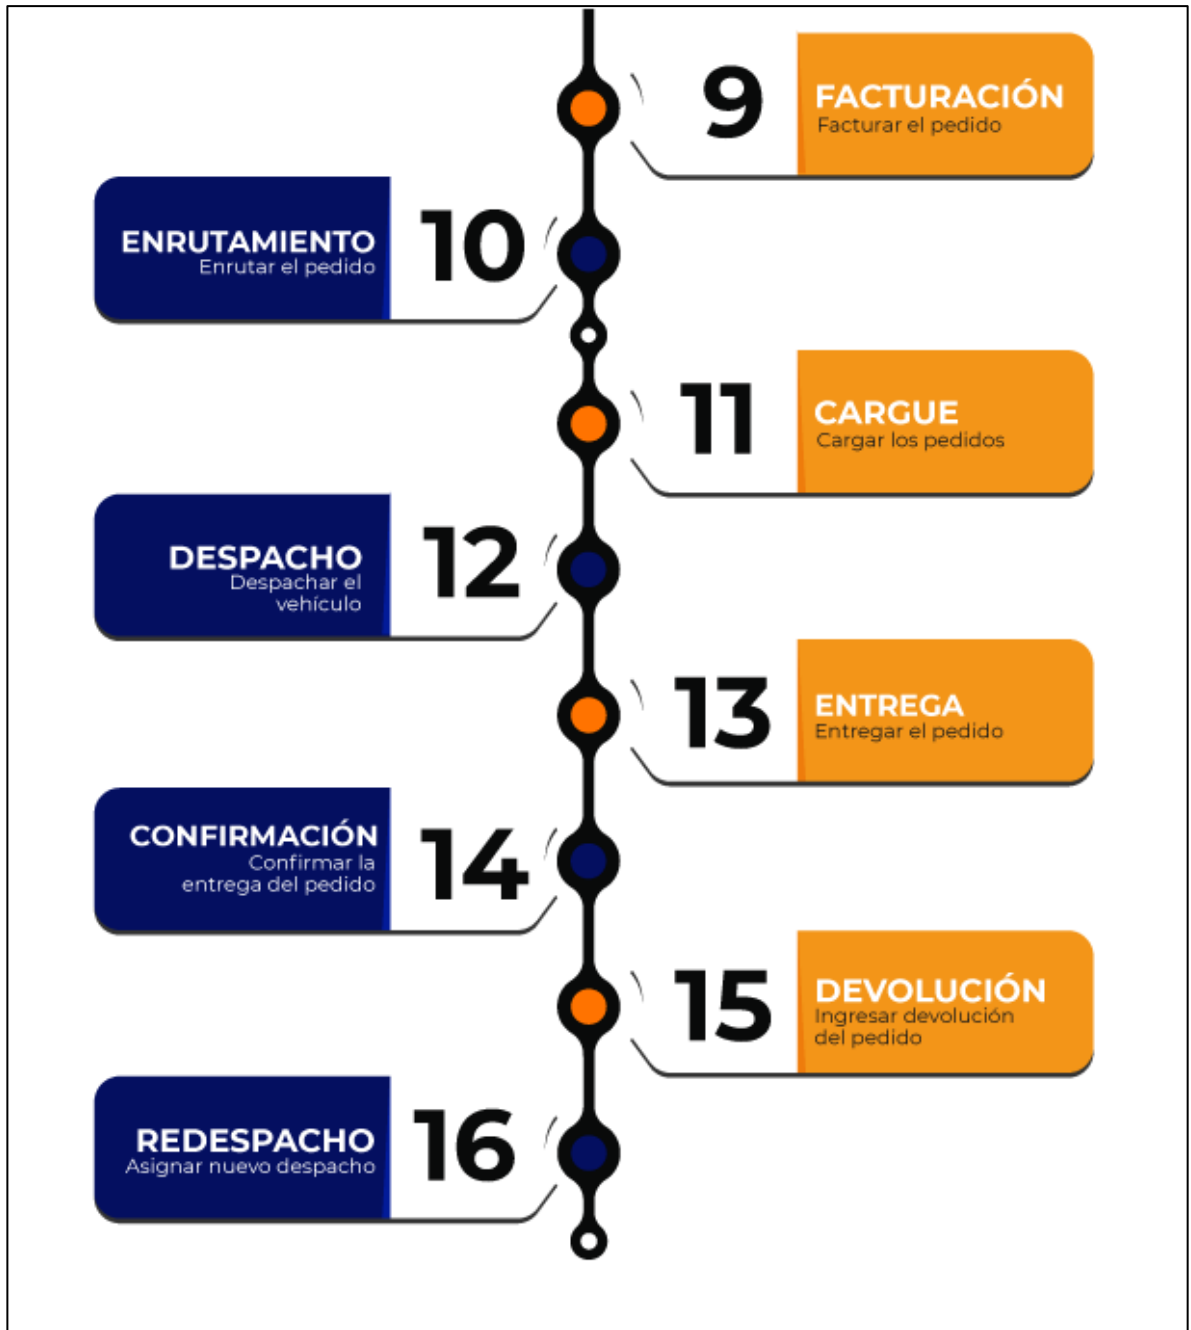 9
FACTURACIÓN
Facturar el pedido
ENRUTAMIENTO
Enrutar el pedido
10
11
CARGUE
Cargar los pedidos
DESPACHO
Despachar el
vehículo
12
13
ENTREGA
Entregar el pedido
CONFIRMACIÓN
Confirmar la
entrega del pedido
14
15
DEVOLUCIÓN
Ingresar devolución
del pedido
REDESPACHO
Asignar nuevo despacho
16